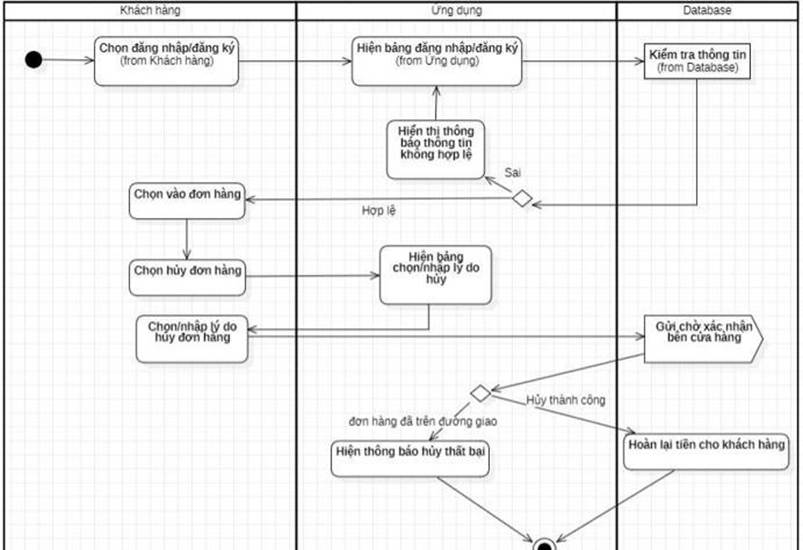 Khách hàng
Ứng dụng
Database
Chọn đăng nhập/đăng ký
(from Khách hàng)
Hiện bảng đăng nhập/đăng ký
(from Ứng dụng)
Kiểm tra thông tin
(from Database)
Hiển thị thông
báo thông tin
không hợp lệ
Sai
Chọn vào đơn hàng
Hợp lệ
Chọn hủy đơn hàng
Hiện bảng
chọn/nhập lý do
hủy
Chọn/nhập lý do
hủy đơn hàng
Gửi chờ xác nhận
bên cửa hàng
Hủy thành công
đơn hàng đã trên đường giao
Hiện thông báo hủy thất bại
Hoàn lại tiền cho khách hàng